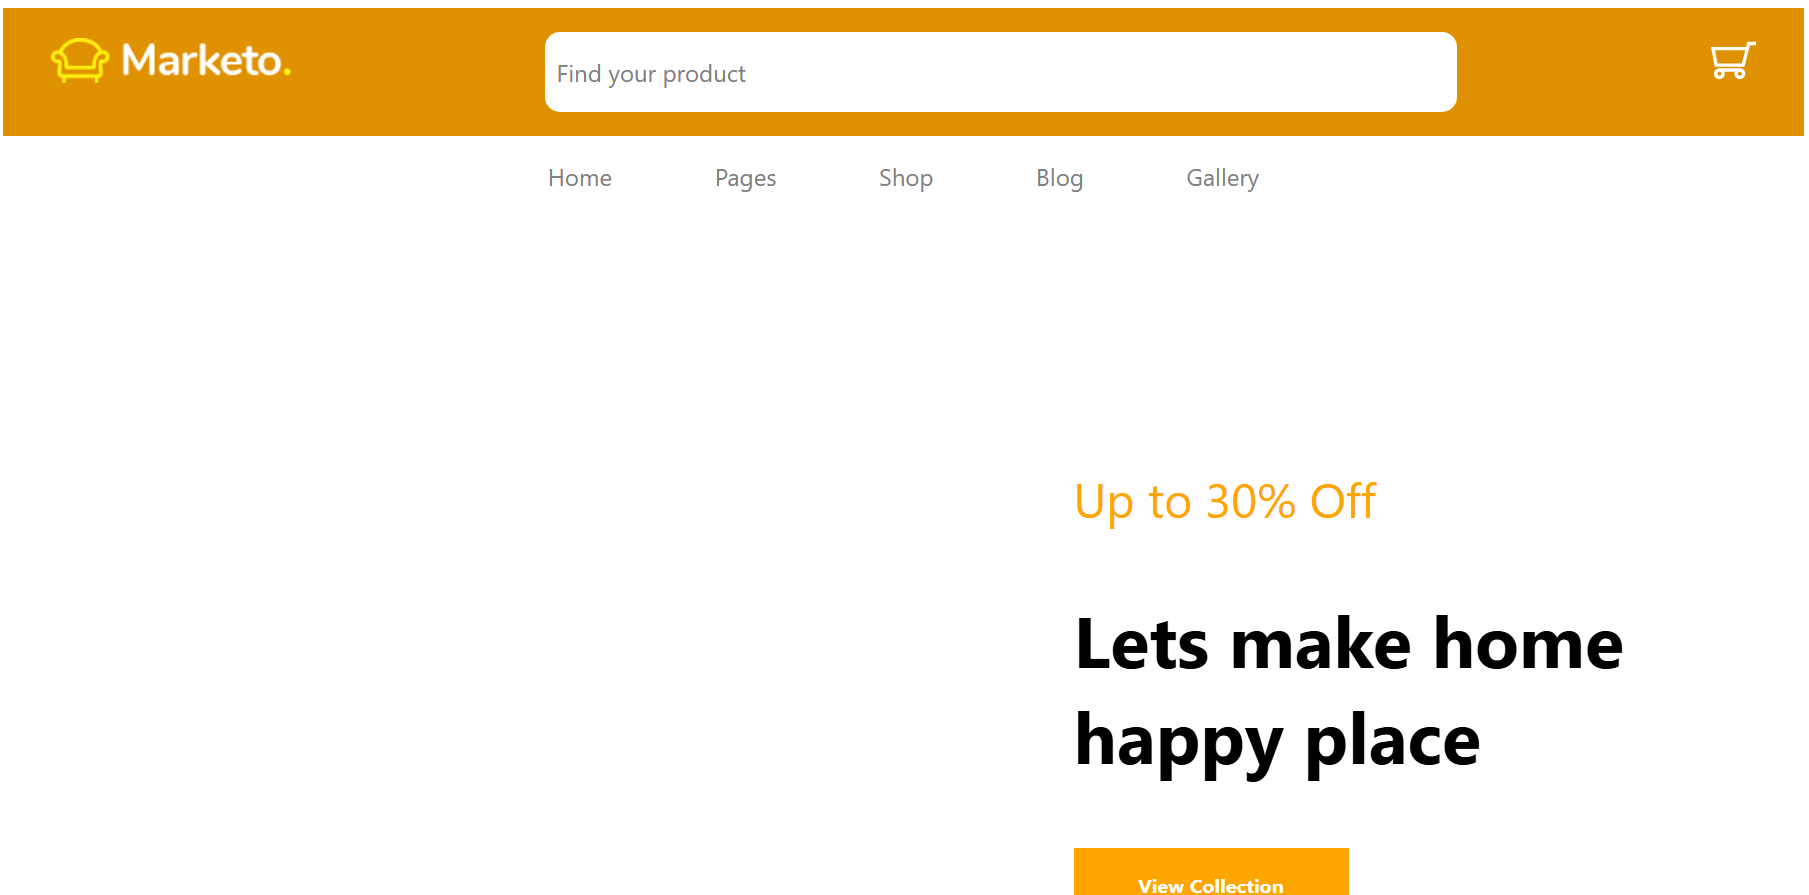 Marketo.
Find your product
Home Pages Shop Blog Gallery
Up to 30% Off
Lets make home
happy place
View Collection